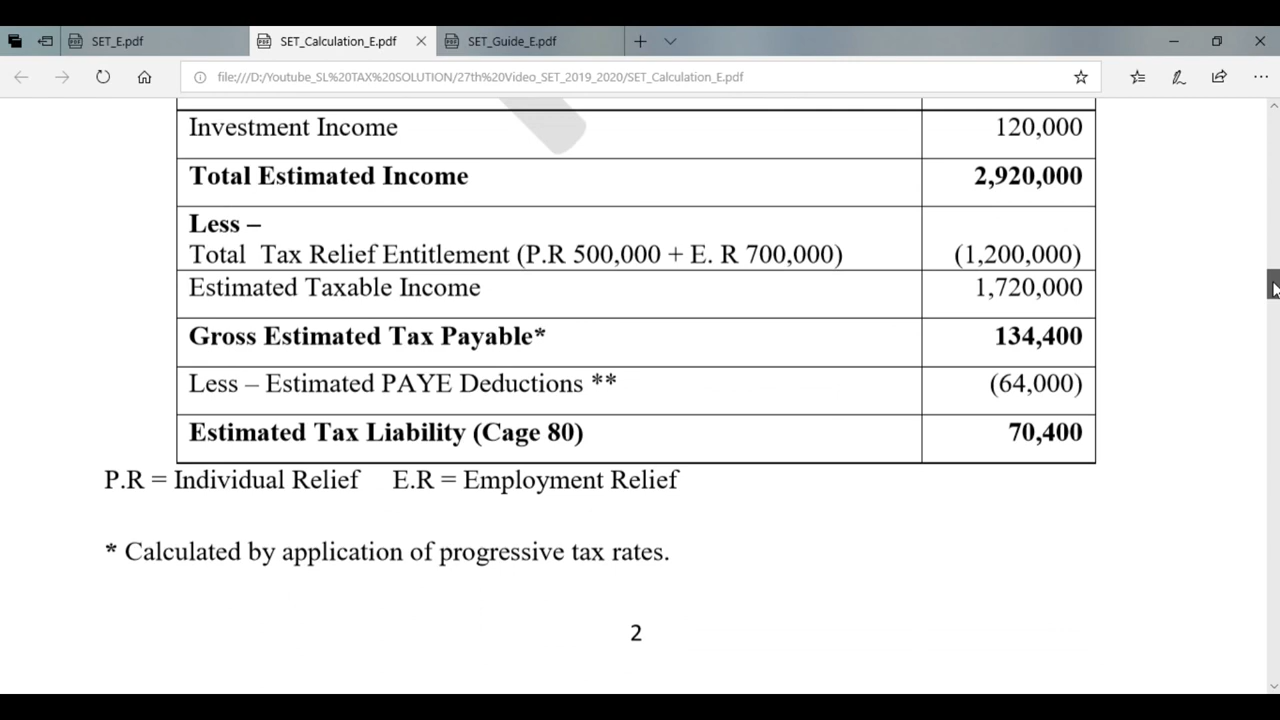 SET_E.pdf
SET_Calculation_E.pdf
SET_Guide_E.pdf
file:///D:/Youtube_SL%20TAX%20SOLUTION/27th%20Video_SET_2019_2020/SET_Calculation_E.pdf
Investment Income 120,000
Total Estimated Income 2,920,000
Less –
Total Tax Relief Entitlement (P.R 500,000 + E. R 700,000) (1,200,000)
Estimated Taxable Income 1,720,000
Gross Estimated Tax Payable* 134,400
Less – Estimated PAYE Deductions ** (64,000)
Estimated Tax Liability (Cage 80) 70,400
P.R = Individual Relief E.R = Employment Relief
* Calculated by application of progressive tax rates.
2